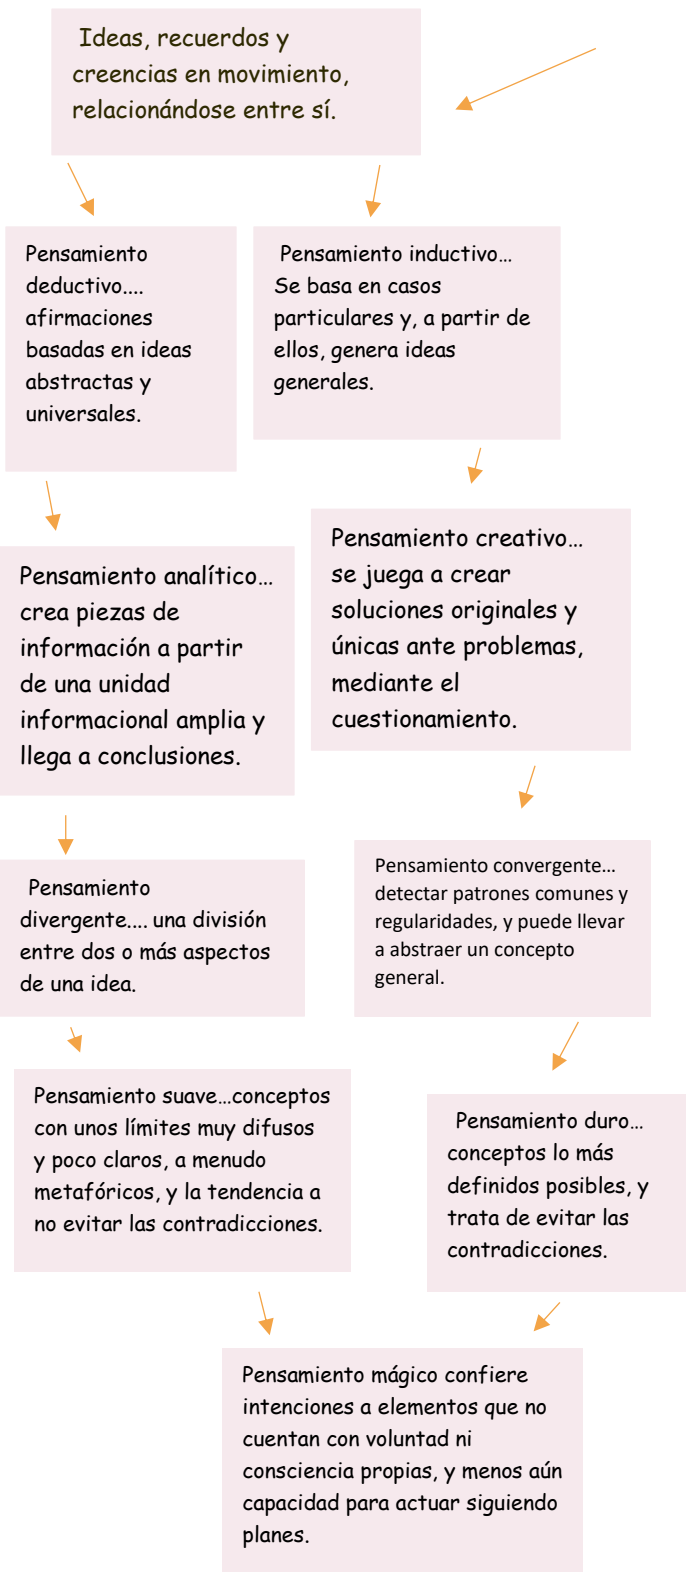 Ideas, recuerdos y
creencias en movimiento,
relacionándose entre sí.
Pensamiento
deductivo....
afirmaciones
basadas en ideas
abstractas y
universales.
Pensamiento inductivo…
Se basa en casos
particulares y, a partir de
ellos, genera ideas
generales.
Pensamiento analítico…
crea piezas de
información a partir
de una unidad
informacional amplia y
llega a conclusiones.
Pensamiento creativo…
se juega a crear
soluciones originales y
únicas ante problemas,
mediante el
cuestionamiento.
Pensamiento
divergente.... una división
entre dos o más aspectos
de una idea.
Pensamiento convergente…
detectar patrones comunes y
regularidades, y puede llevar
a abstraer un concepto
general.
Pensamiento suave…conceptos
con unos límites muy difusos
y poco claros, a menudo
metafóricos, y la tendencia a
no evitar las contradicciones.
Pensamiento duro…
conceptos lo más
definidos posibles, y
trata de evitar las
contradicciones.
Pensamiento mágico confiere
intenciones a elementos que no
cuentan con voluntad ni
consciencia propias, y menos aún
capacidad para actuar siguiendo
planes.